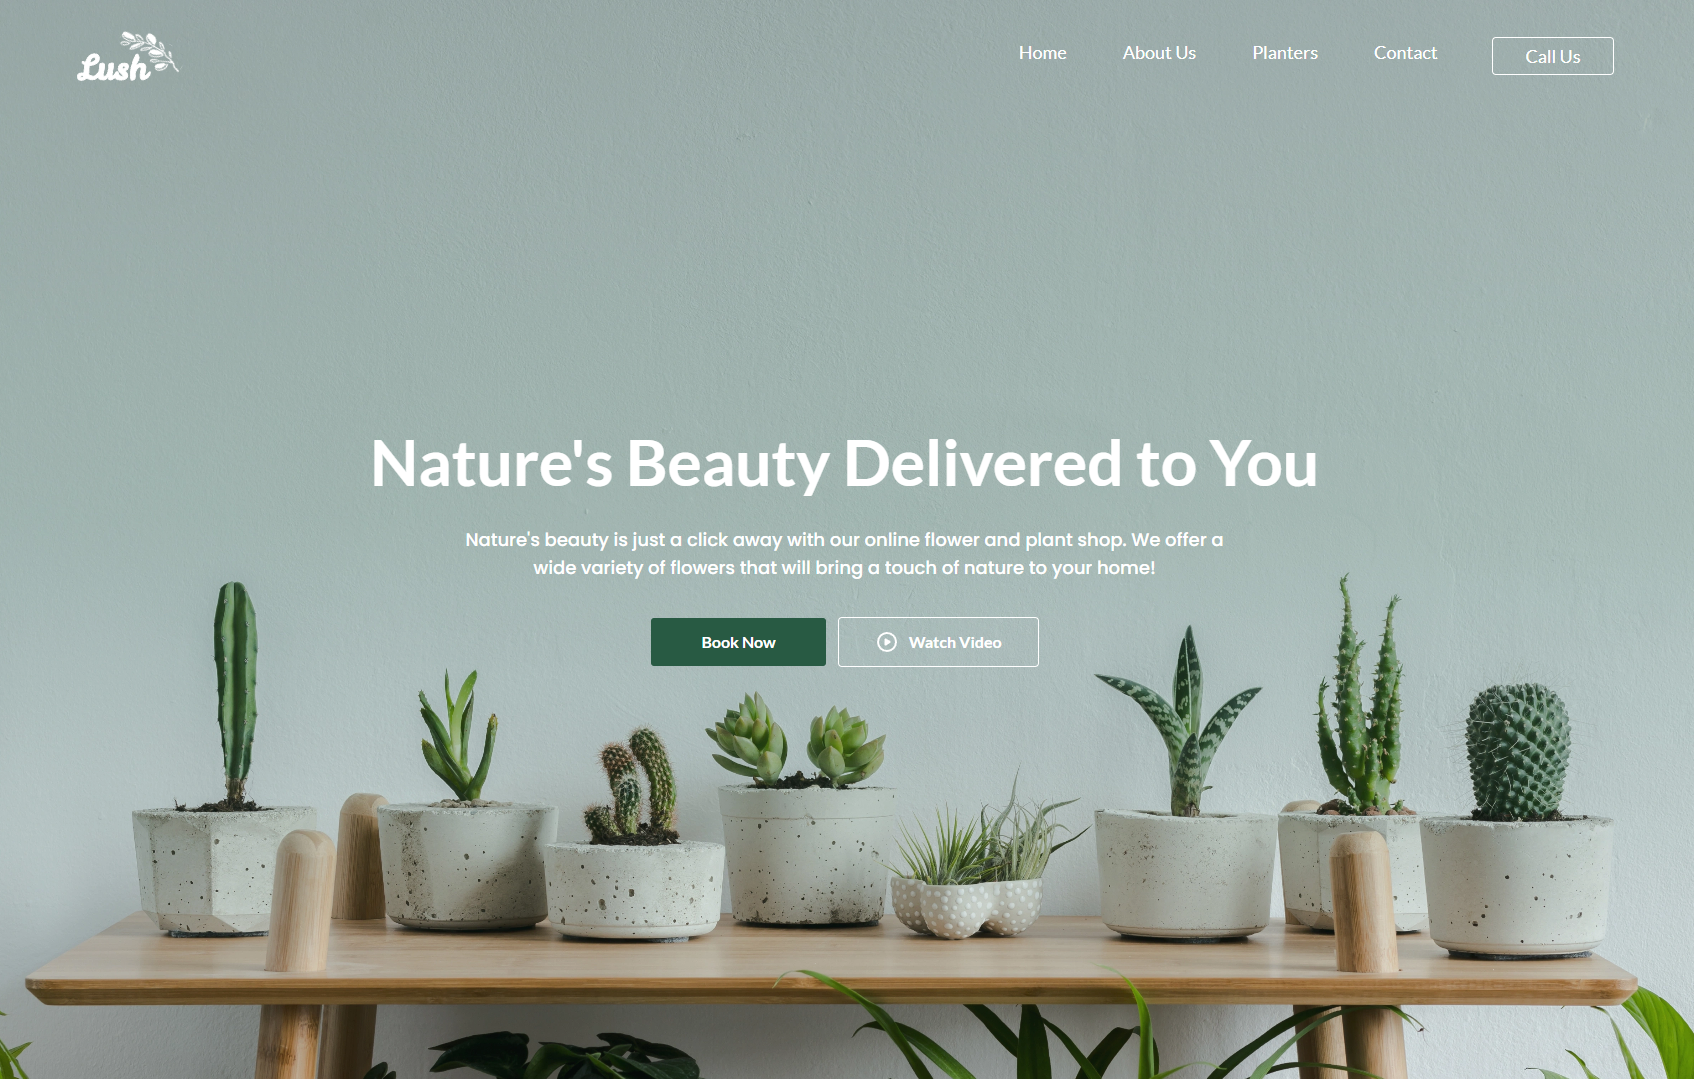 Lush
Home
About Us
Planters
Contact
Call Us
Nature's Beauty Delivered to You
Nature's beauty is just a click away with our online flower and plant shop. We offer a
wide variety of flowers that will bring a touch of nature to your home!
Book Now
Watch Video